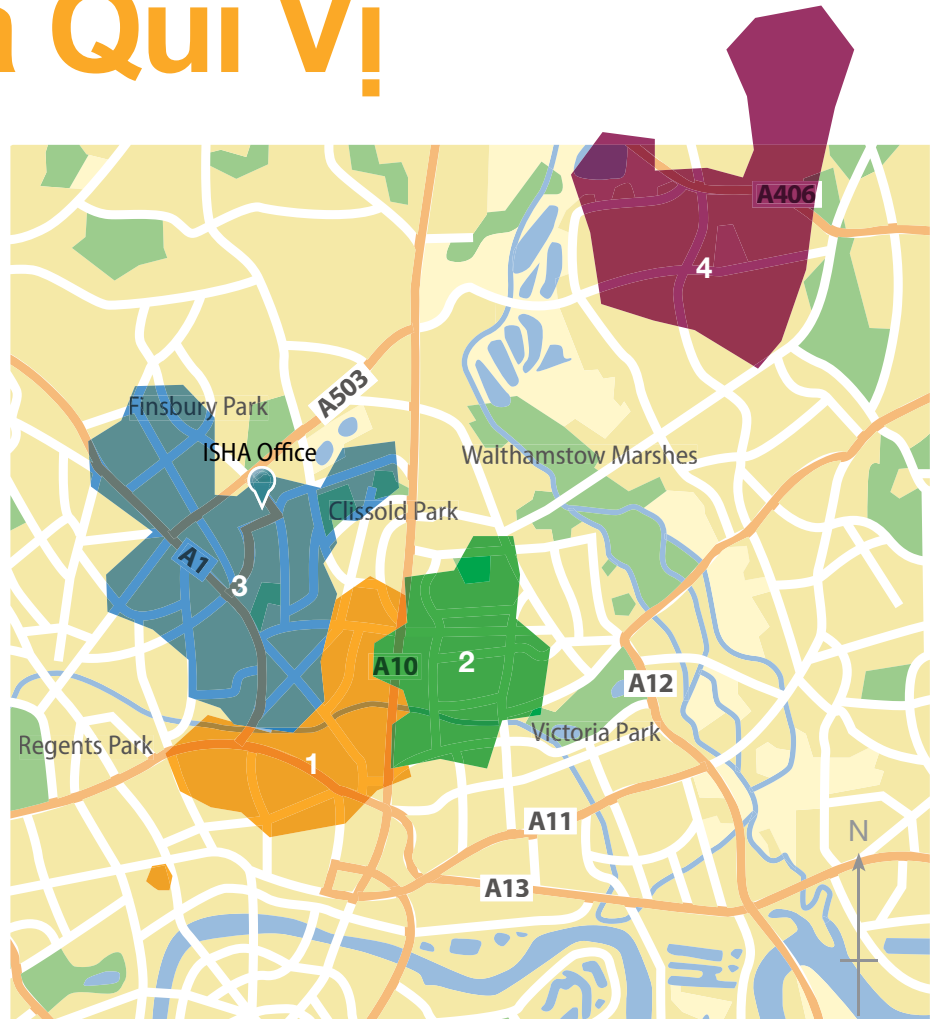 Qui Vị
A406
4
Finsbury Park
A503
ISHA Office
Walthamstow Marshes
Clissold Park
A1
3
A10
2
A12
Victoria Park
Regents Park
1
A11
N
A13